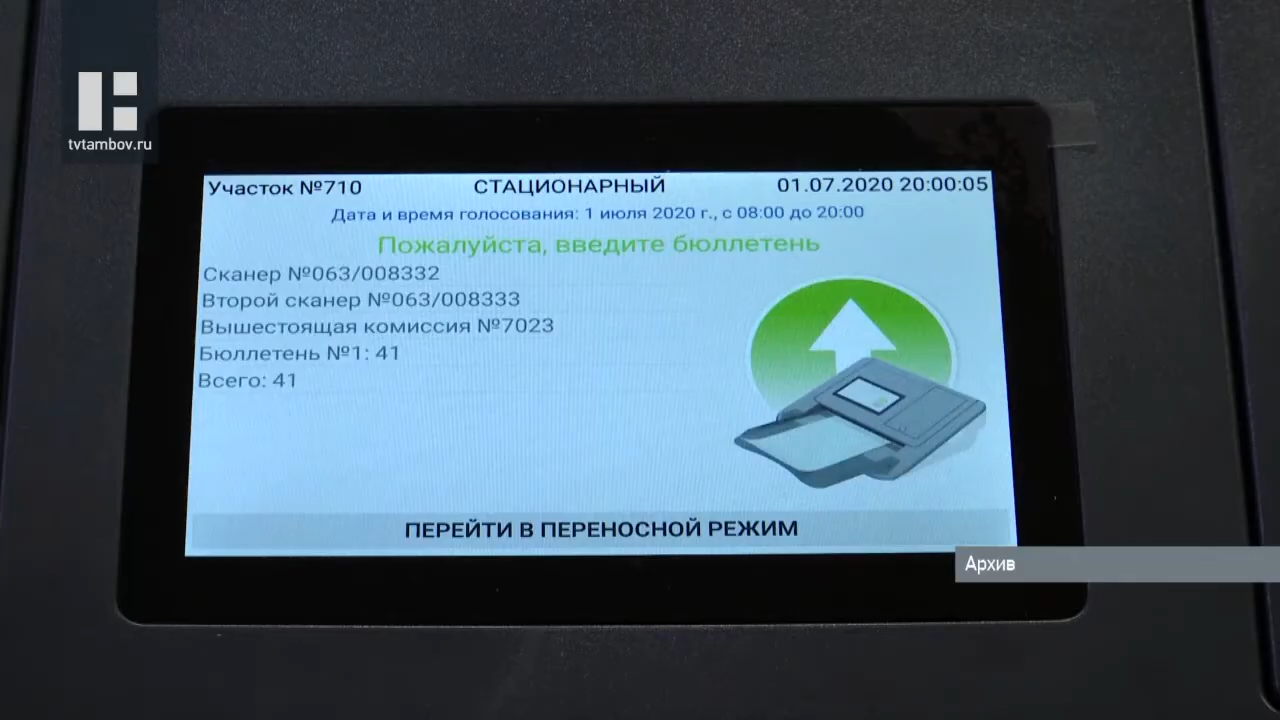 tvtambov.ru
Участок №710 СТАЦИОНАРНЫЙ 01.07.2020 20:00:05
Дата и время голосования: 1 июля 2020 г., с 08:00 до 20:00
Пожалуйста, введите бюллетень
Сканер №063/008332
Второй сканер №063/008333
Вышестоящая комиссия №7023
Бюллетень №1: 41
Всего: 41
ПЕРЕЙТИ В ПЕРЕНОСНОЙ РЕЖИМ
Архив